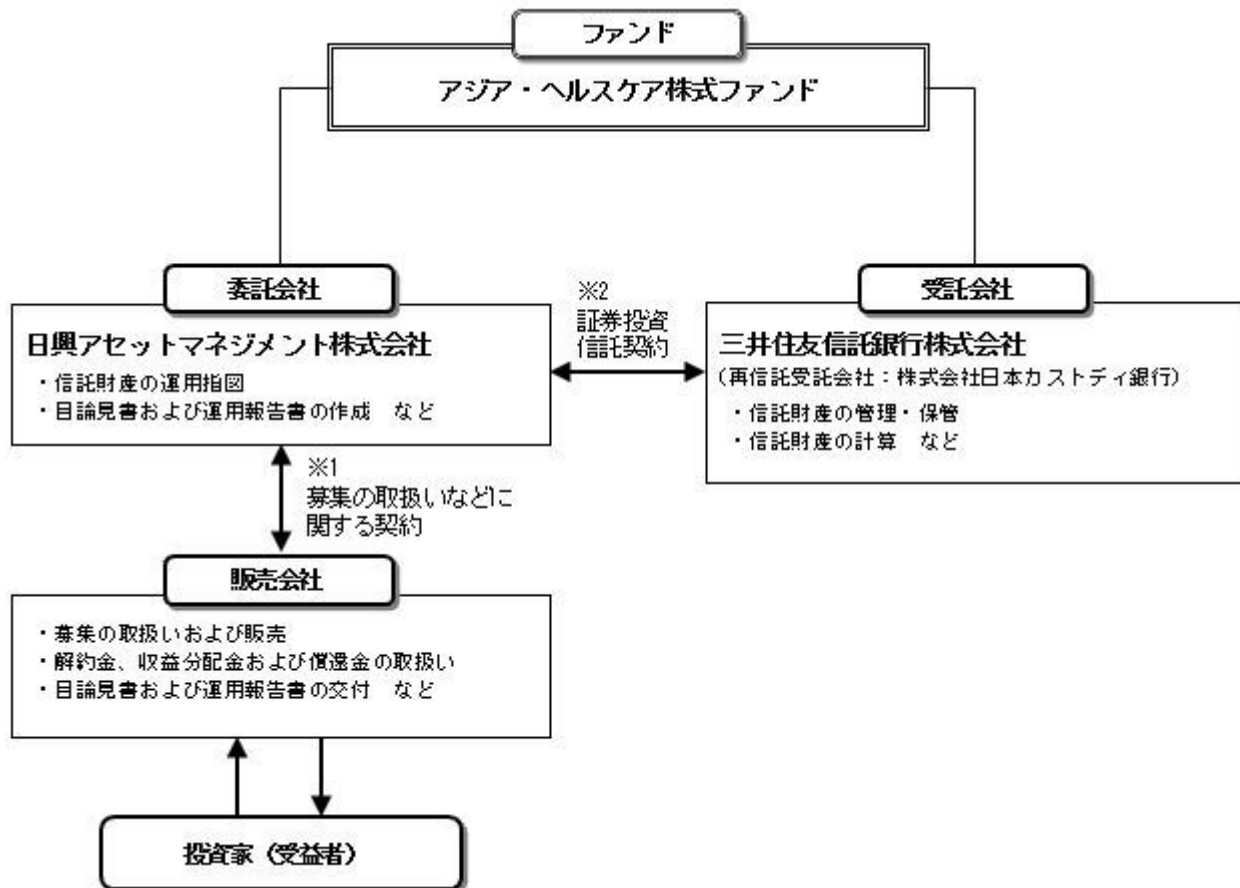 ファンド
アジア・ヘルスケア株式ファンド
委託会社
日興アセットマネジメント株式会社
・信託財産の運用指図
・目論見書および運用報告書の作成　など
※2
証券投資
信託契約
受託会社
三井住友信託銀行株式会社
(再信託受託会社：株式会社日本カストディ銀行)
・信託財産の管理・保管
・信託財産の計算　など
※1
募集の取扱いなどに
関する契約
販売会社
・募集の取扱いおよび販売
・解約金、収益分配金および償還金の取扱い
・目論見書および運用報告書の交付　など
投資家（受益者）